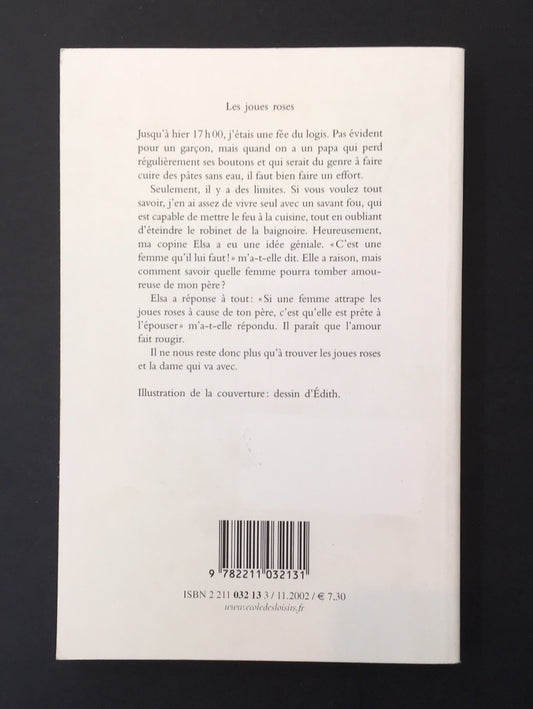 Les joues roses
Jusqu'à hier 17 h 00, j'étais une fée du logis. Pas évident
pour un garçon, mais quand on a un papa qui perd
régulièrement ses boutons et qui serait du genre à faire
cuire des pâtes sans eau, il faut bien faire un effort.
Seulement, il y a des limites. Si vous voulez tout
savoir, j'en ai assez de vivre seul avec un savant fou, qui
est capable de mettre le feu à la cuisine, tout en oubliant
d'éteindre le robinet de la baignoire. Heureusement,
ma copine Elsa a eu une idée géniale. «C'est une
femme qu'il lui faut!» m'a-t-elle dit. Elle a raison, mais
comment savoir quelle femme pourra tomber amou-
reuse de mon père?
Elsa a réponse à tout: «Si une femme attrape les
joues roses à cause de ton père, c'est qu'elle est prête à
l'épouser» m'a-t-elle répondu. Il paraît que l'amour
fait rougir.
Il ne nous reste donc plus qu'à trouver les joues roses
et la dame qui va avec.
Illustration de la couverture: dessin d'Édith.
9 782211 032131
ISBN 2 211 032 13 3 / 11.2002 / € 7,30
www.ecoledesloisirs.fr